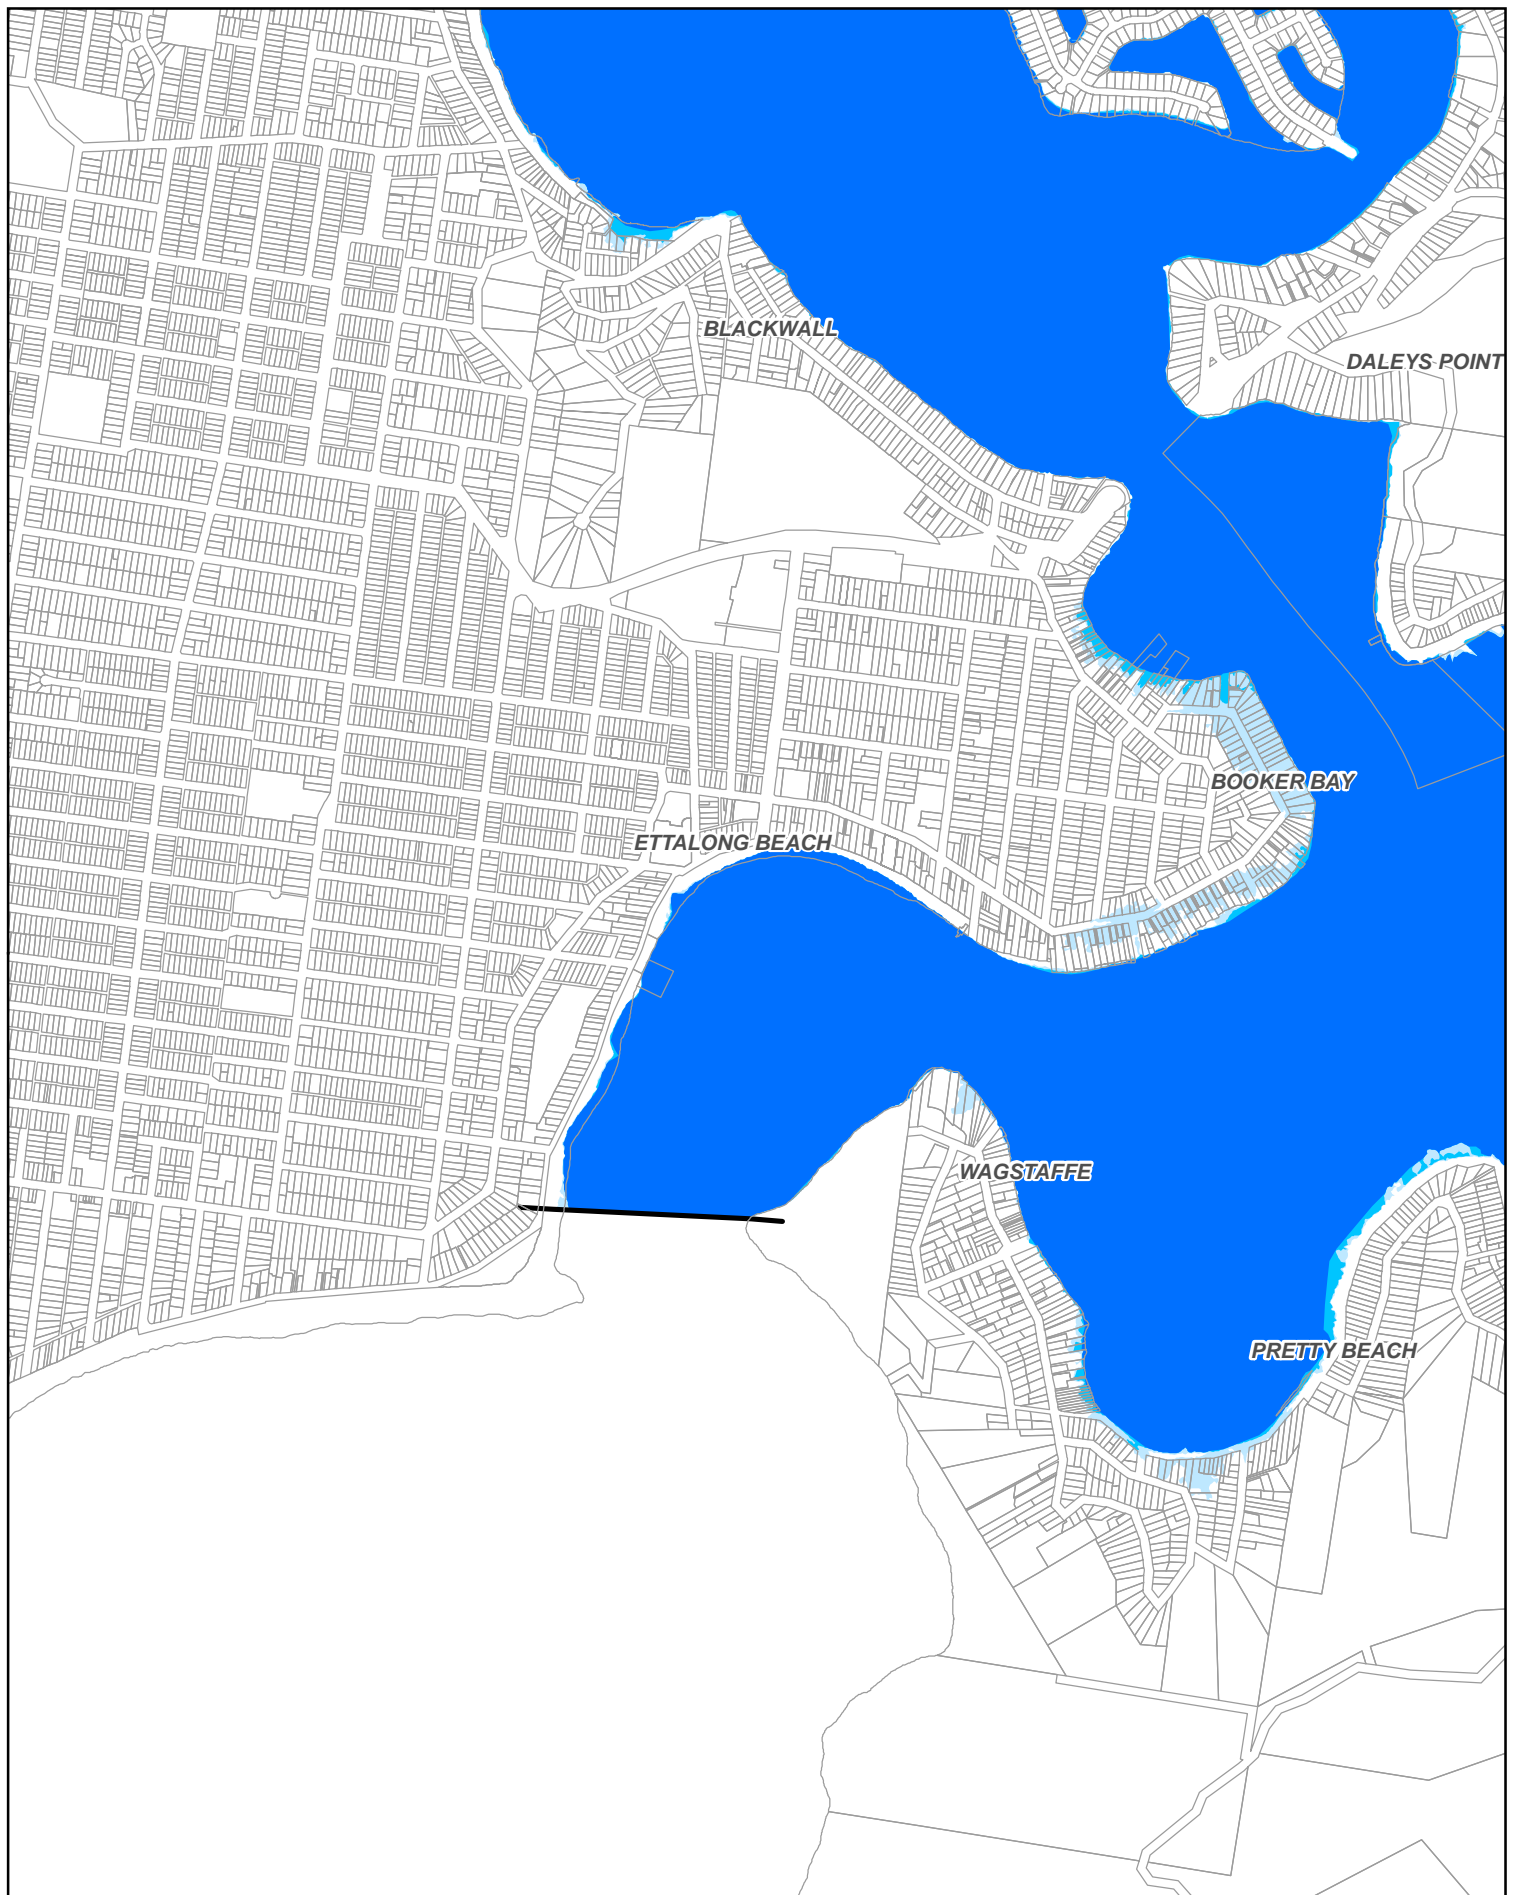 BLACKWALL
DALEYS POINT
BOOKER BAY
ETTALONG BEACH
WAGSTAFFE
PRETTY BEACH